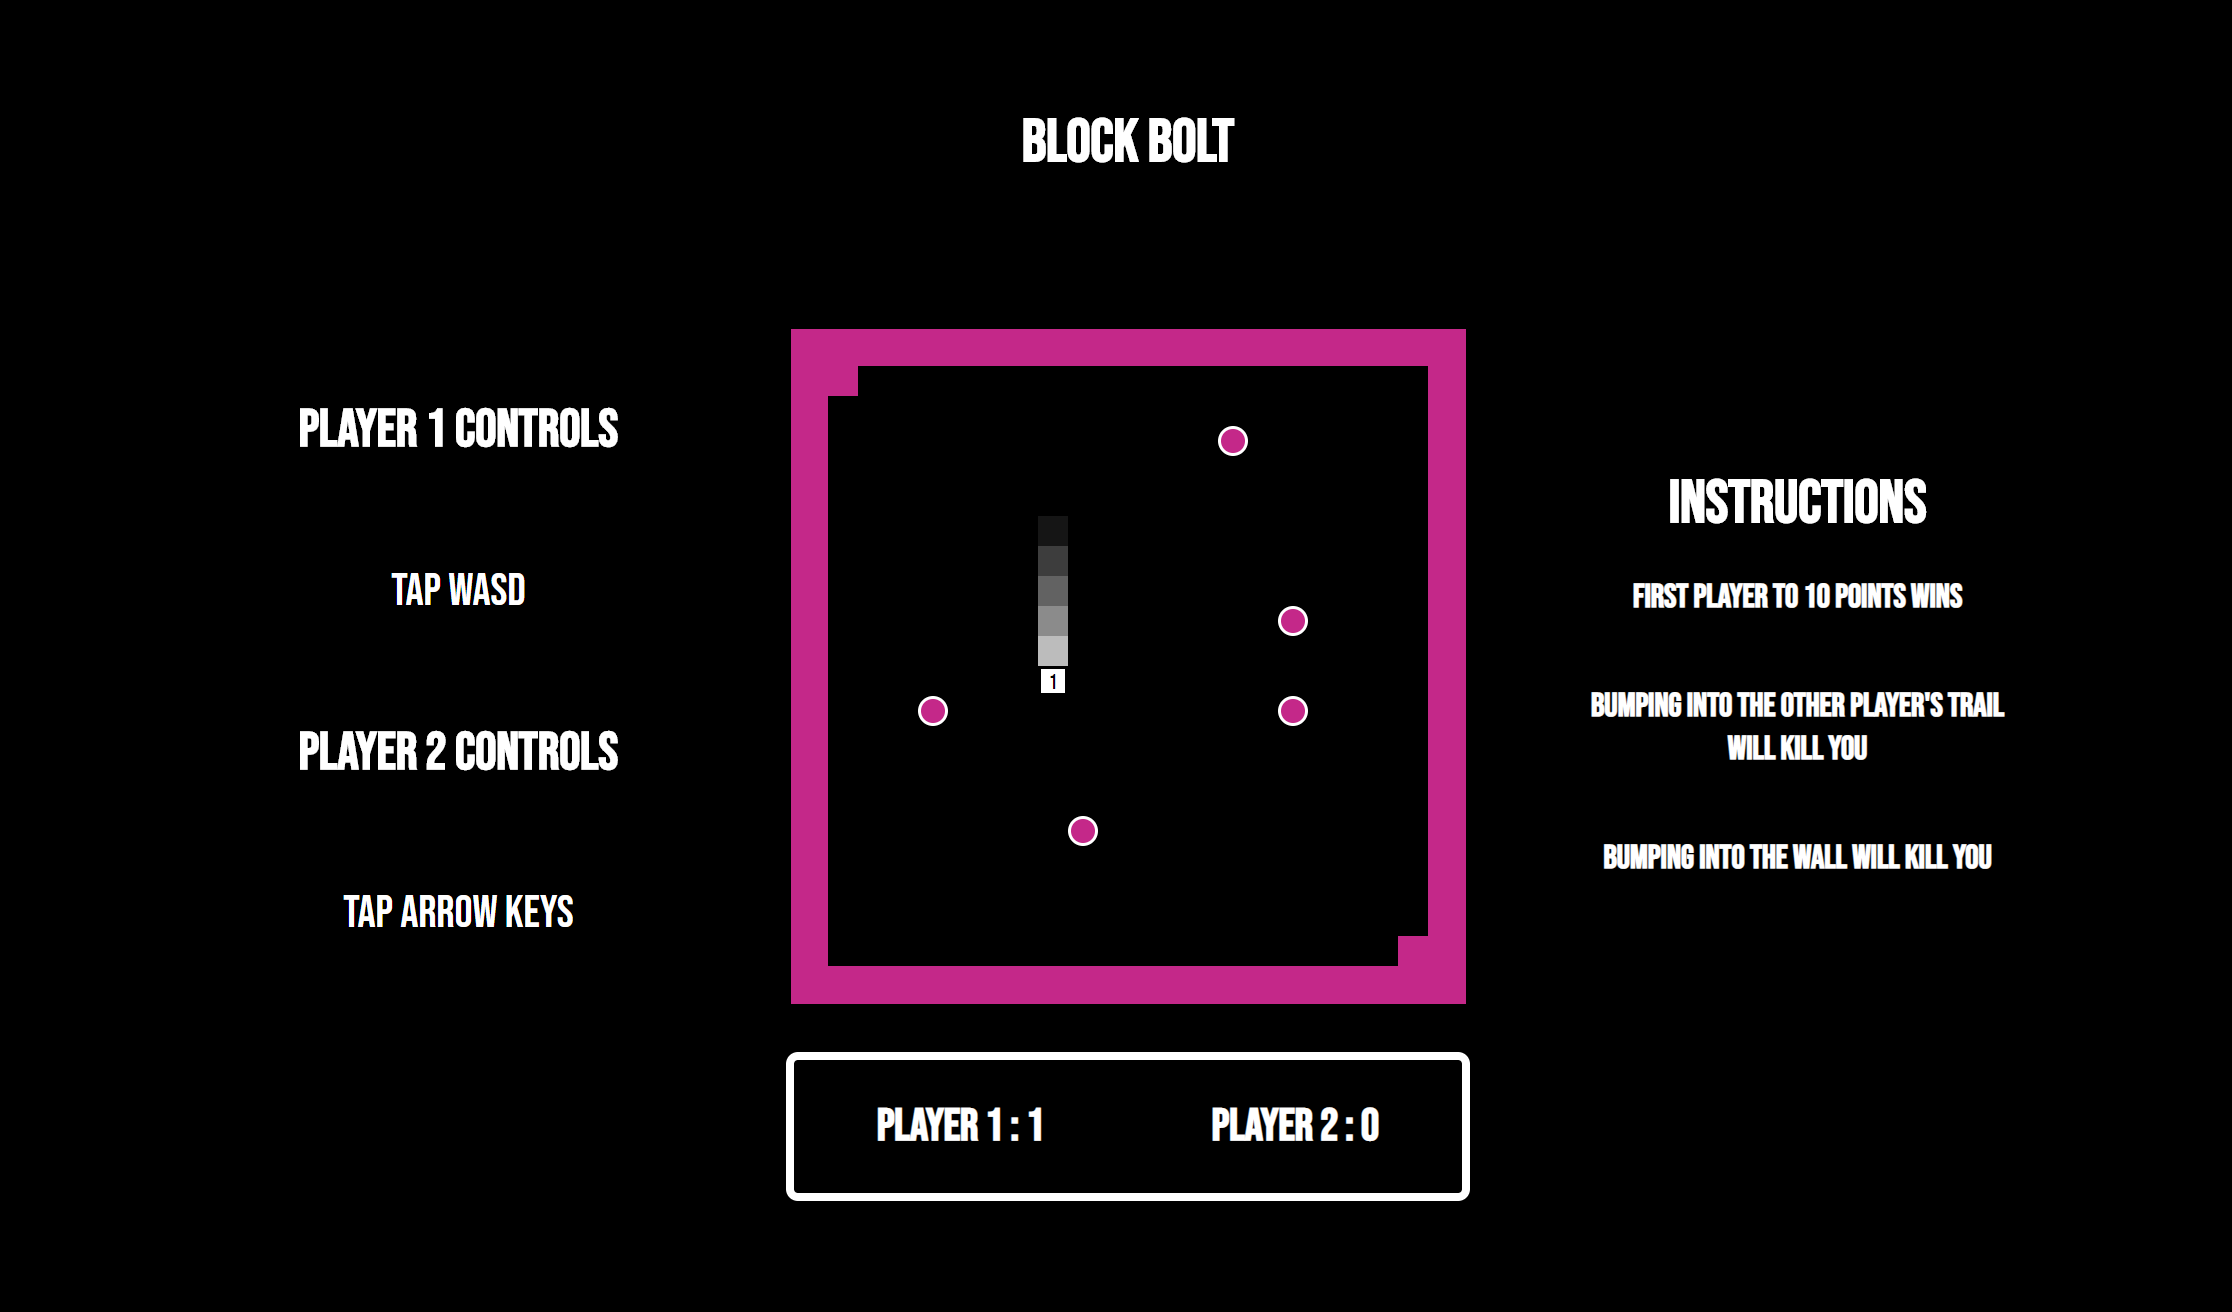 BLOCK BOLT
PLAYER 1 CONTROLS
TAP WASD
PLAYER 2 CONTROLS
TAP ARROW KEYS
1
INSTRUCTIONS
FIRST PLAYER TO 10 POINTS WINS
BUMPING INTO THE OTHER PLAYER'S TRAIL
WILL KILL YOU
BUMPING INTO THE WALL WILL KILL YOU
PLAYER 1 : 1
PLAYER 2 : 0